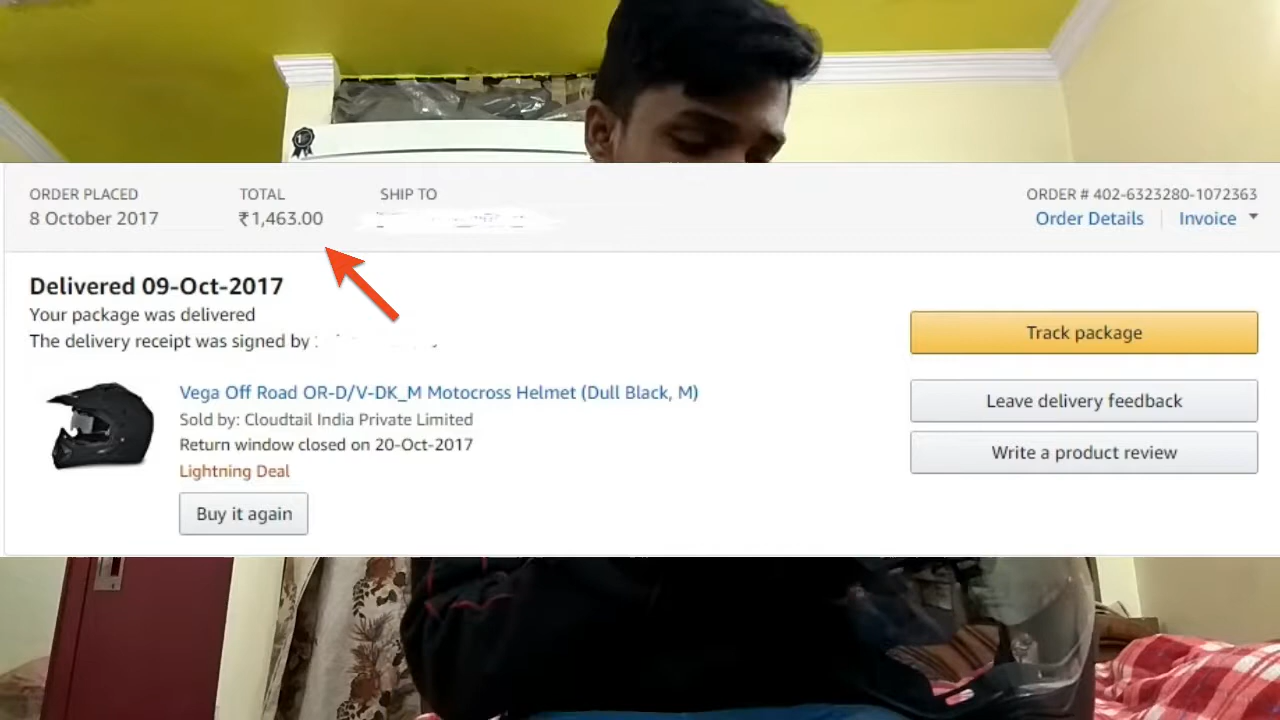 ORDER PLACED
8 October 2017
TOTAL
₹1,463.00
SHIP TO
ORDER # 402-6323280-1072363
Order Details
Invoice
Delivered 09-Oct-2017
Your package was delivered
The delivery receipt was signed by
Track package
Leave delivery feedback
Write a product review
Vega Off Road OR-D/V-DK_M Motocross Helmet (Dull Black, M)
Sold by: Cloudtail India Private Limited
Return window closed on 20-Oct-2017
Lightning Deal
Buy it again